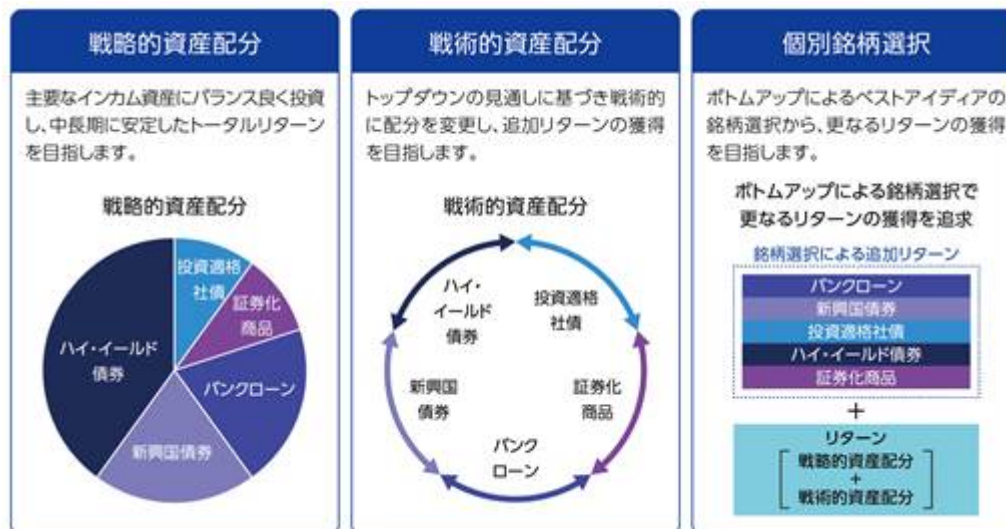 戦略的資産配分
主要なインカム資産にバランス良く投資
し、中長期に安定したトータルリターン
を目指します。
戦略的資産配分
投資適格
社債
証券化
商品
ハイ・イールド
債券
バンクローン
新興国債券
戦術的資産配分
トップダウンの見通しに基づき戦術的
に配分を変更し、追加リターンの獲得
を目指します。
戦術的資産配分
ハイ・
イールド
債券
投資適格
社債
新興国
債券
証券化
商品
バンク
ローン
個別銘柄選択
ボトムアップによるベストアイディアの
銘柄選択から、更なるリターンの獲得
を目指します。
ボトムアップによる銘柄選択で
更なるリターンの獲得を追求
銘柄選択による追加リターン
バンクローン
新興国債券
投資適格社債
ハイ・イールド債券
証券化商品
+
リターン
戦略的資産配分
+
戦術的資産配分